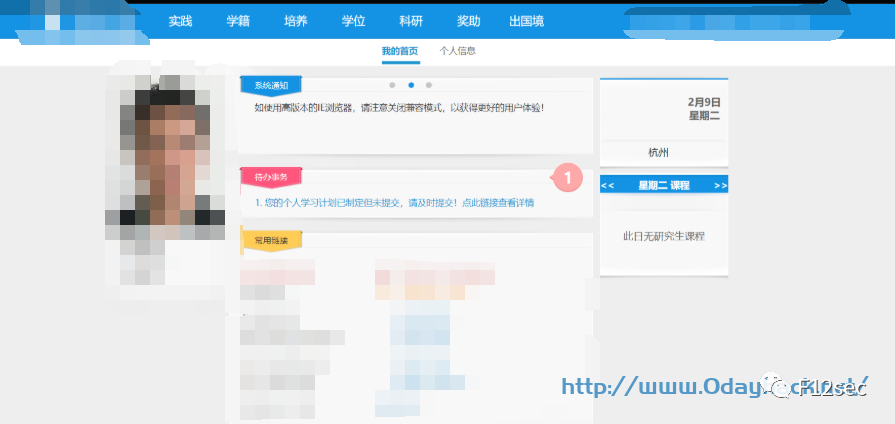 实践 学籍 培养 学位 科研 奖助 出国境
我的首页 个人信息
系统通知
如使用高版本的IE浏览器，请注意关闭兼容模式，以获得更好的用户体验！
待办事务
1
1. 您的个人学习计划已制定但未提交，请及时提交！点此链接查看详情
常用链接
2月9日
星期二
杭州
<< 星期二 课程 >>
此日无研究生课程
F12sec